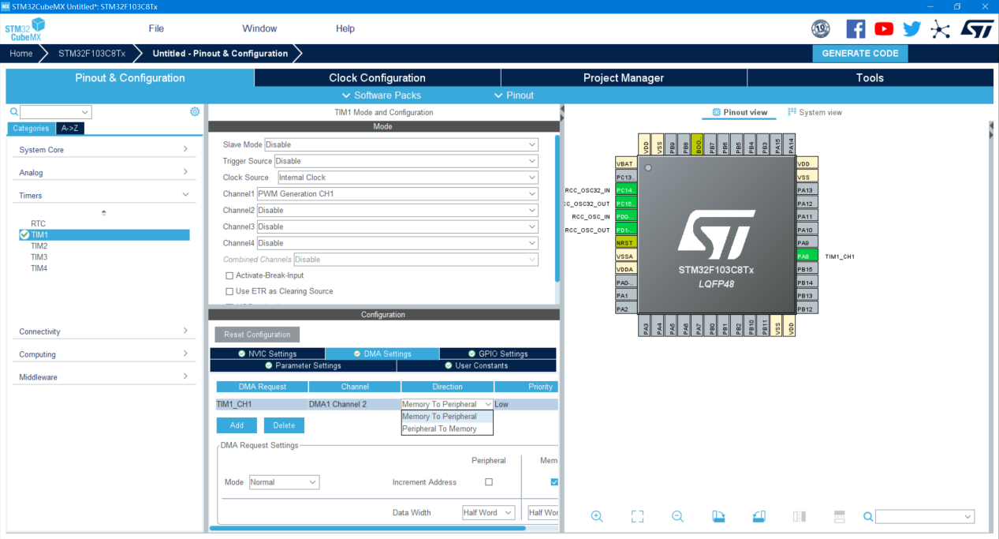 STM32CubeMX Untitled*: STM32F103C8Tx
STM32 CubeMX
File
Window
Help
10
Home
STM32F103C8Tx
Untitled - Pinout & Configuration
GENERATE CODE
Pinout & Configuration
Clock Configuration
Project Manager
Tools
Software Packs
Pinout
Categories
A->Z
System Core
Analog
Timers
RTC
TIM1
TIM2
TIM3
TIM4
Connectivity
Computing
Middleware
TIM1 Mode and Configuration
Mode
Slave Mode Disable
Trigger Source Disable
Clock Source Internal Clock
Channel1 PWM Generation CH1
Channel2 Disable
Channel3 Disable
Channel4 Disable
Combined Channels Disable
Activate-Break-Input
Use ETR as Clearing Source
Configuration
Reset Configuration
NVIC Settings
DMA Settings
GPIO Settings
Parameter Settings
User Constants
DMA Request Channel Direction Priority
TIM1_CH1 DMA1 Channel 2 Memory To Peripheral Low
Memory To Peripheral
Peripheral To Memory
Add
Delete
DMA Request Settings
Peripheral Mem
Mode Normal Increment Address
Data Width Half Word Half Wor
Pinout view
System view
VDD VSS PB9 PB8 BOO.. PB7 PB6 PB5 PB4 PB3 PA15 PA14
VBAT
PC13..
RCC_OSC32_IN PC14..
CC_OSC32_OUT PC15..
RCC_OSC_IN PD0-..
RCC_OSC_OUT PD1-..
NRST
VSSA
VDDA
PA0-..
PA1
PA2
STM32F103C8Tx
LQFP48
VDD
VSS
PA13
PA12
PA11
PA10
PA9
PA8 TIM1_CH1
PB15
PB14
PB13
PB12
PA3 PA4 PA5 PA6 PA7 PB0 PB1 PB2 PB10 PB11 VSS VDD